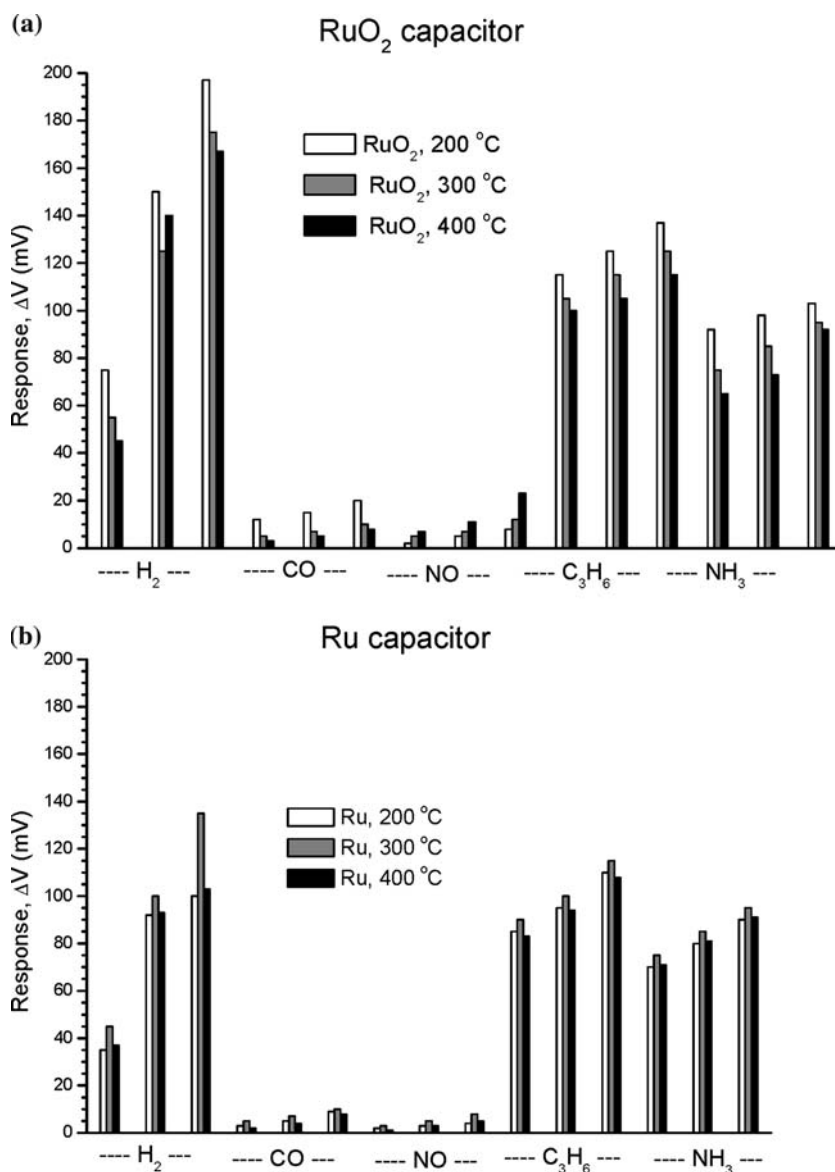 (a)
RuO₂ capacitor
200
180
160
140
120
100
80
60
40
20
0
Response, ΔV (mV)
RuO₂, 200 °C
RuO₂, 300 °C
RuO₂, 400 °C
---- H₂ --- ---- CO --- ---- NO --- ---- C₃H₆ --- ---- NH₃ ---
(b)
Ru capacitor
200
180
160
140
120
100
80
60
40
20
0
Response, ΔV (mV)
Ru, 200 °C
Ru, 300 °C
Ru, 400 °C
---- H₂ --- ---- CO --- ---- NO --- ---- C₃H₆ --- ---- NH₃ ---